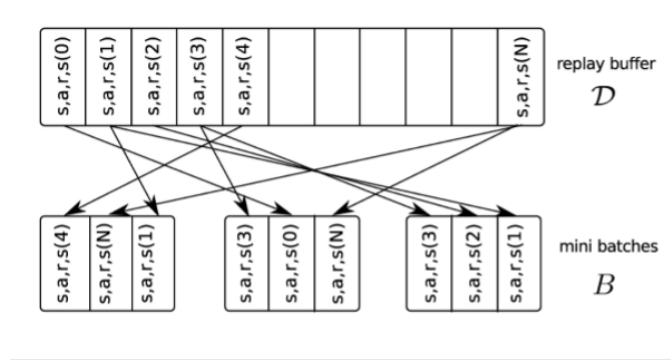 s,a,r,s(0) s,a,r,s(1) s,a,r,s(2) s,a,r,s(3) s,a,r,s(4) s,a,r,s(N)
replay buffer
𝒟
s,a,r,s(4) s,a,r,s(N) s,a,r,s(1) s,a,r,s(3) s,a,r,s(0) s,a,r,s(N) s,a,r,s(3) s,a,r,s(2) s,a,r,s(1)
mini batches
B